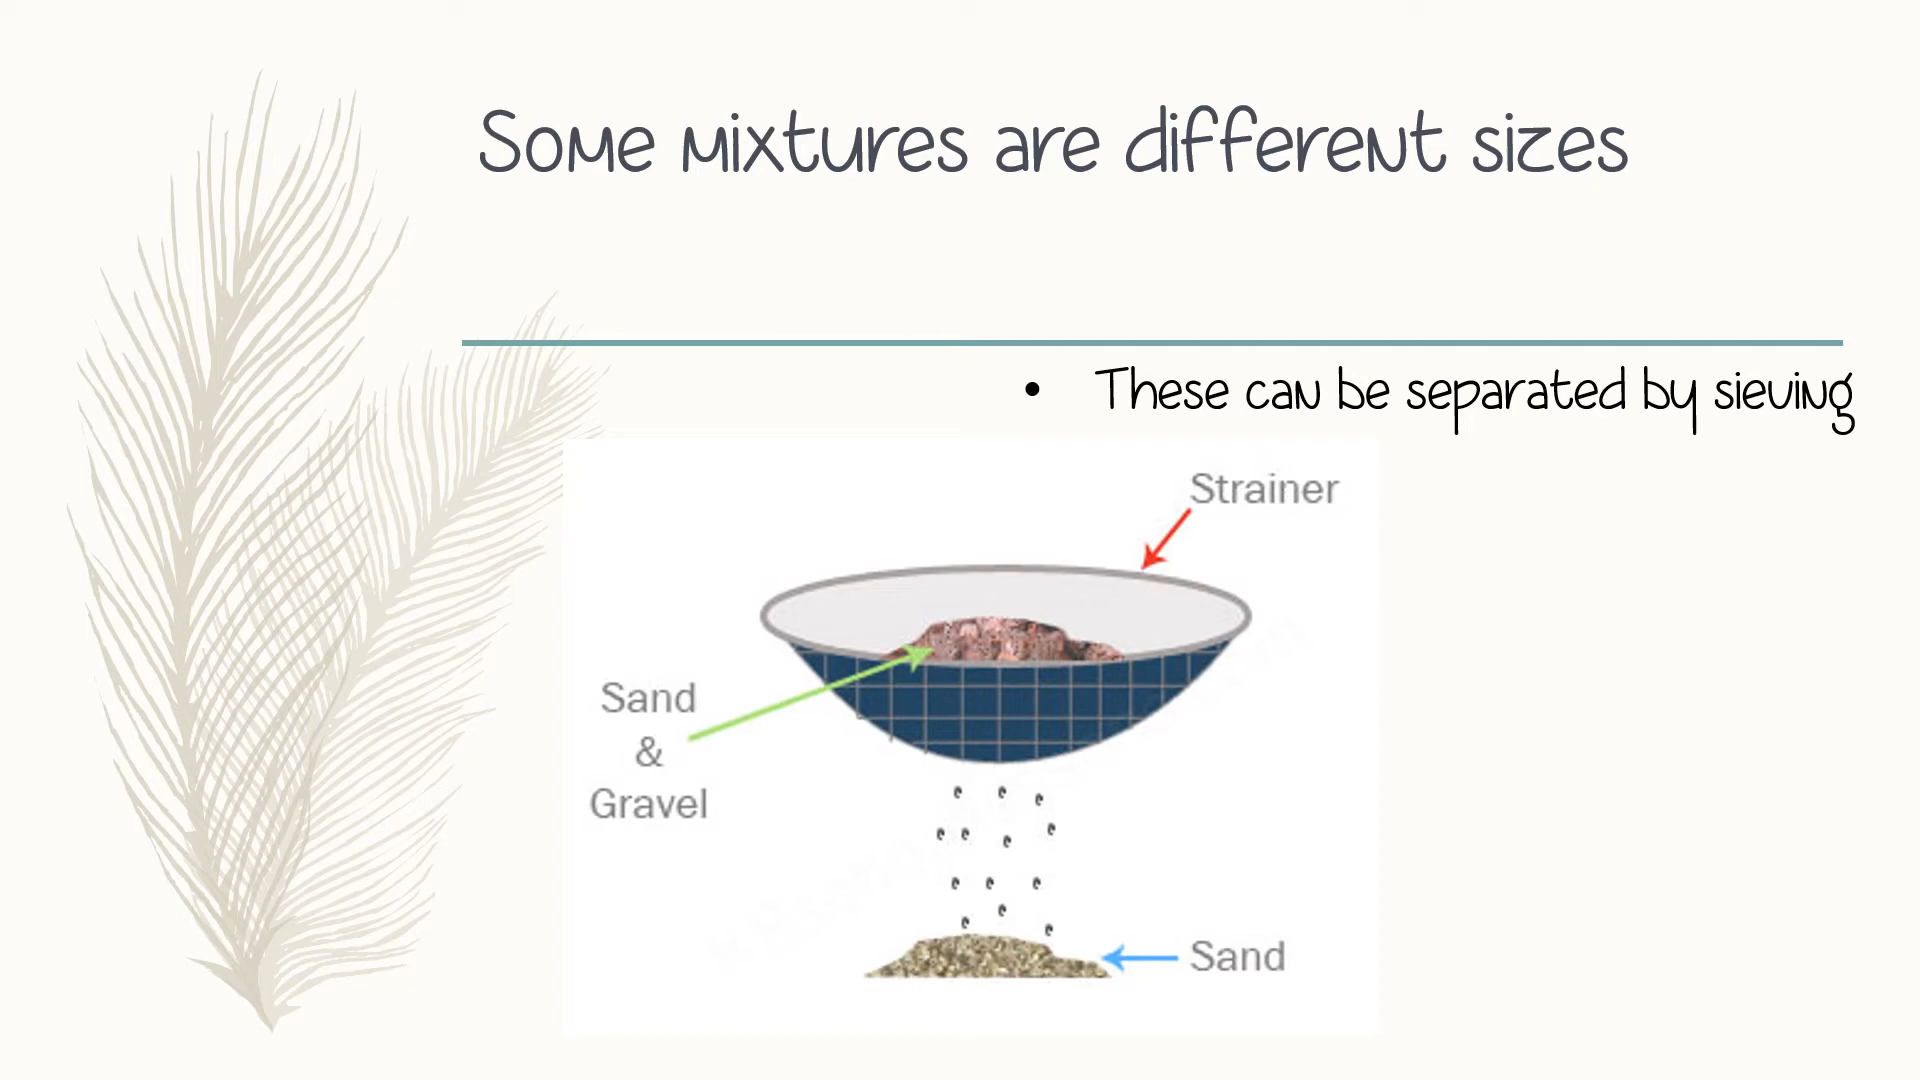 Some mixtures are different sizes
• These can be separated by sieving
Strainer
Sand
&
Gravel
Sand